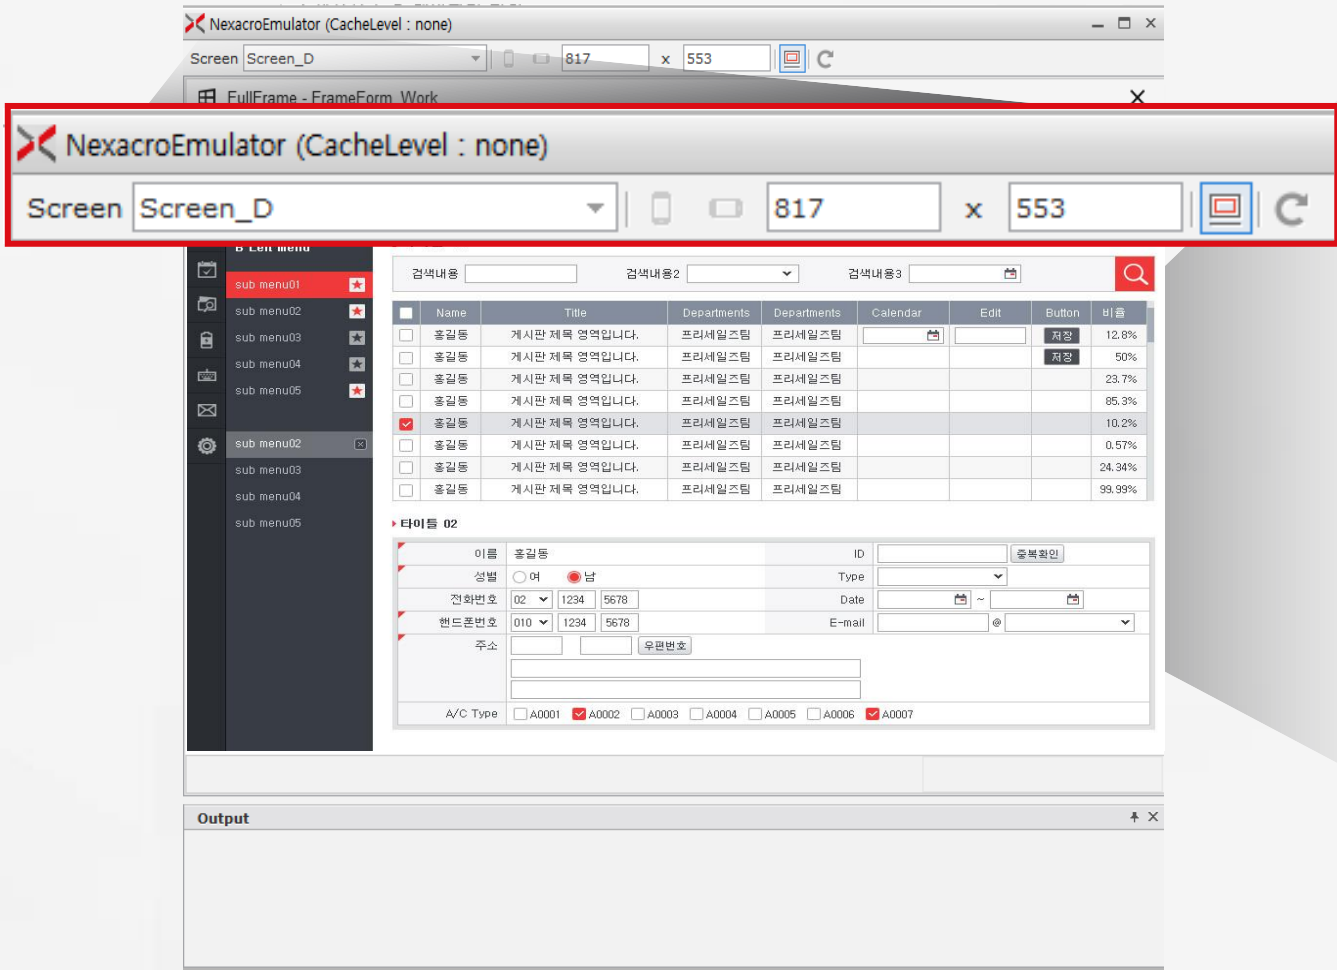 NexacroEmulator (CacheLevel : none)
Screen Screen_D 817 x 553
FullFrame - FrameForm_Work
NexacroEmulator (CacheLevel : none)
Screen Screen_D 817 x 553
B Left menu
sub menu01
sub menu02
sub menu03
sub menu04
sub menu05
sub menu02
sub menu03
sub menu04
sub menu05
검색내용 검색내용2 검색내용3
Name Title Departments Departments Calendar Edit Button 비율
홍길동 게시판 제목 영역입니다. 프리세일즈팀 프리세일즈팀 저장 12.8%
홍길동 게시판 제목 영역입니다. 프리세일즈팀 프리세일즈팀 저장 50%
홍길동 게시판 제목 영역입니다. 프리세일즈팀 프리세일즈팀 23.7%
홍길동 게시판 제목 영역입니다. 프리세일즈팀 프리세일즈팀 85.3%
홍길동 게시판 제목 영역입니다. 프리세일즈팀 프리세일즈팀 10.2%
홍길동 게시판 제목 영역입니다. 프리세일즈팀 프리세일즈팀 0.57%
홍길동 게시판 제목 영역입니다. 프리세일즈팀 프리세일즈팀 24.34%
홍길동 게시판 제목 영역입니다. 프리세일즈팀 프리세일즈팀 99.99%
타이틀 02
이름 홍길동 ID 중복확인
성별 여 남 Type
전화번호 02 1234 5678 Date ~
핸드폰번호 010 1234 5678 E-mail @
주소 우편번호
A/C Type A0001 A0002 A0003 A0004 A0005 A0006 A0007
Output